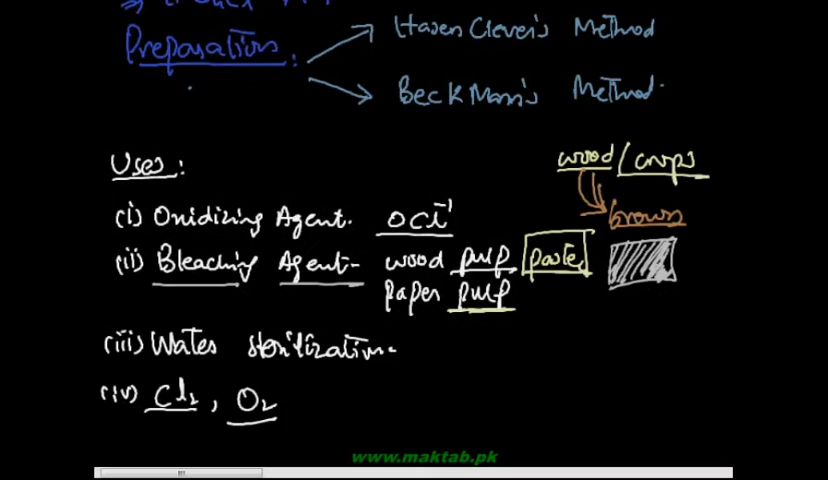 Preparation:
Hasen Clever's Method
BeckMann's Method.
Uses:
wood / crops
brown
(i) Oxidizing Agent. OCl⁻¹
(ii) Bleaching Agent- wood pulp paste
paper pulp
(iii) Water sterilization.
(iv) Cl₂, O₂
www.maktab.pk